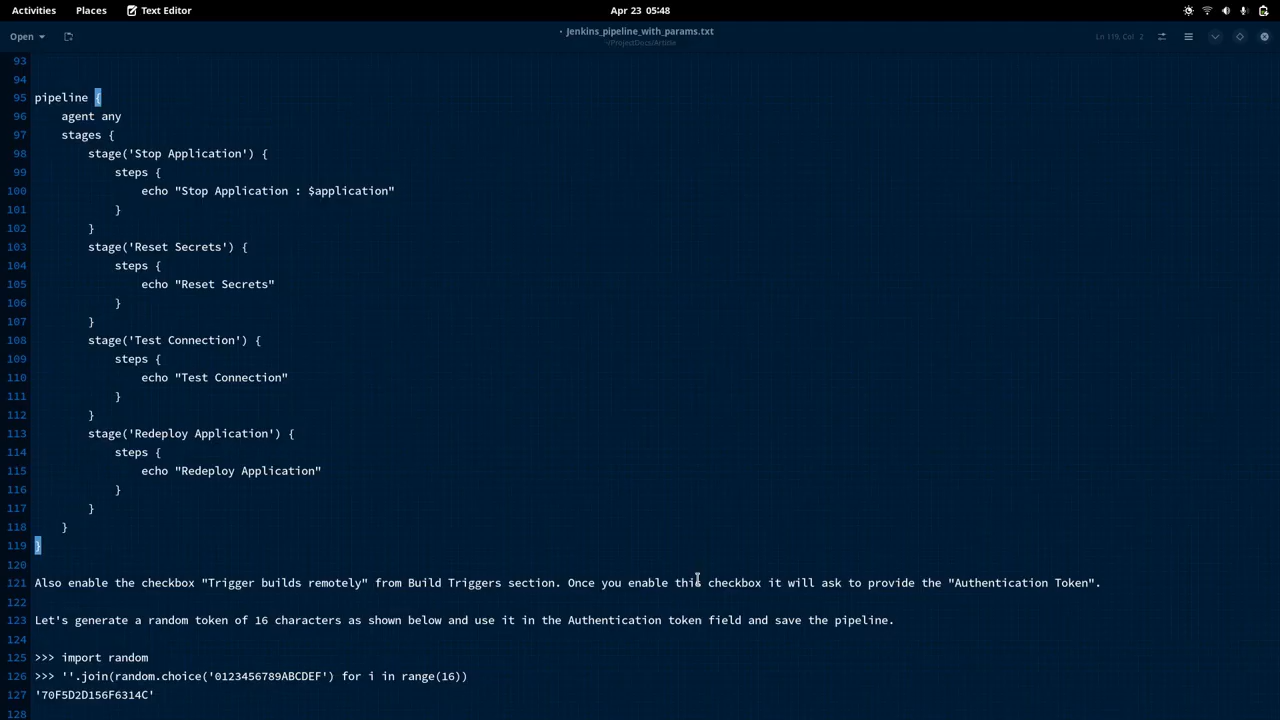 Activities Places Text Editor Apr 23 05:48
Open Jenkins_pipeline_with_params.txt Ln 119, Col 2
~/ProjectDocs/Article
93
94
95 pipeline {
96     agent any
97     stages {
98         stage('Stop Application') {
99             steps {
100                 echo "Stop Application : $application"
101             }
102         }
103         stage('Reset Secrets') {
104             steps {
105                 echo "Reset Secrets"
106             }
107         }
108         stage('Test Connection') {
109             steps {
110                 echo "Test Connection"
111             }
112         }
113         stage('Redeploy Application') {
114             steps {
115                 echo "Redeploy Application"
116             }
117         }
118     }
119 }
120
121 Also enable the checkbox "Trigger builds remotely" from Build Triggers section. Once you enable this checkbox it will ask to provide the "Authentication Token".
122
123 Let's generate a random token of 16 characters as shown below and use it in the Authentication token field and save the pipeline.
124
125 >>> import random
126 >>> ''.join(random.choice('0123456789ABCDEF') for i in range(16))
127 '70F5D2D156F6314C'
128